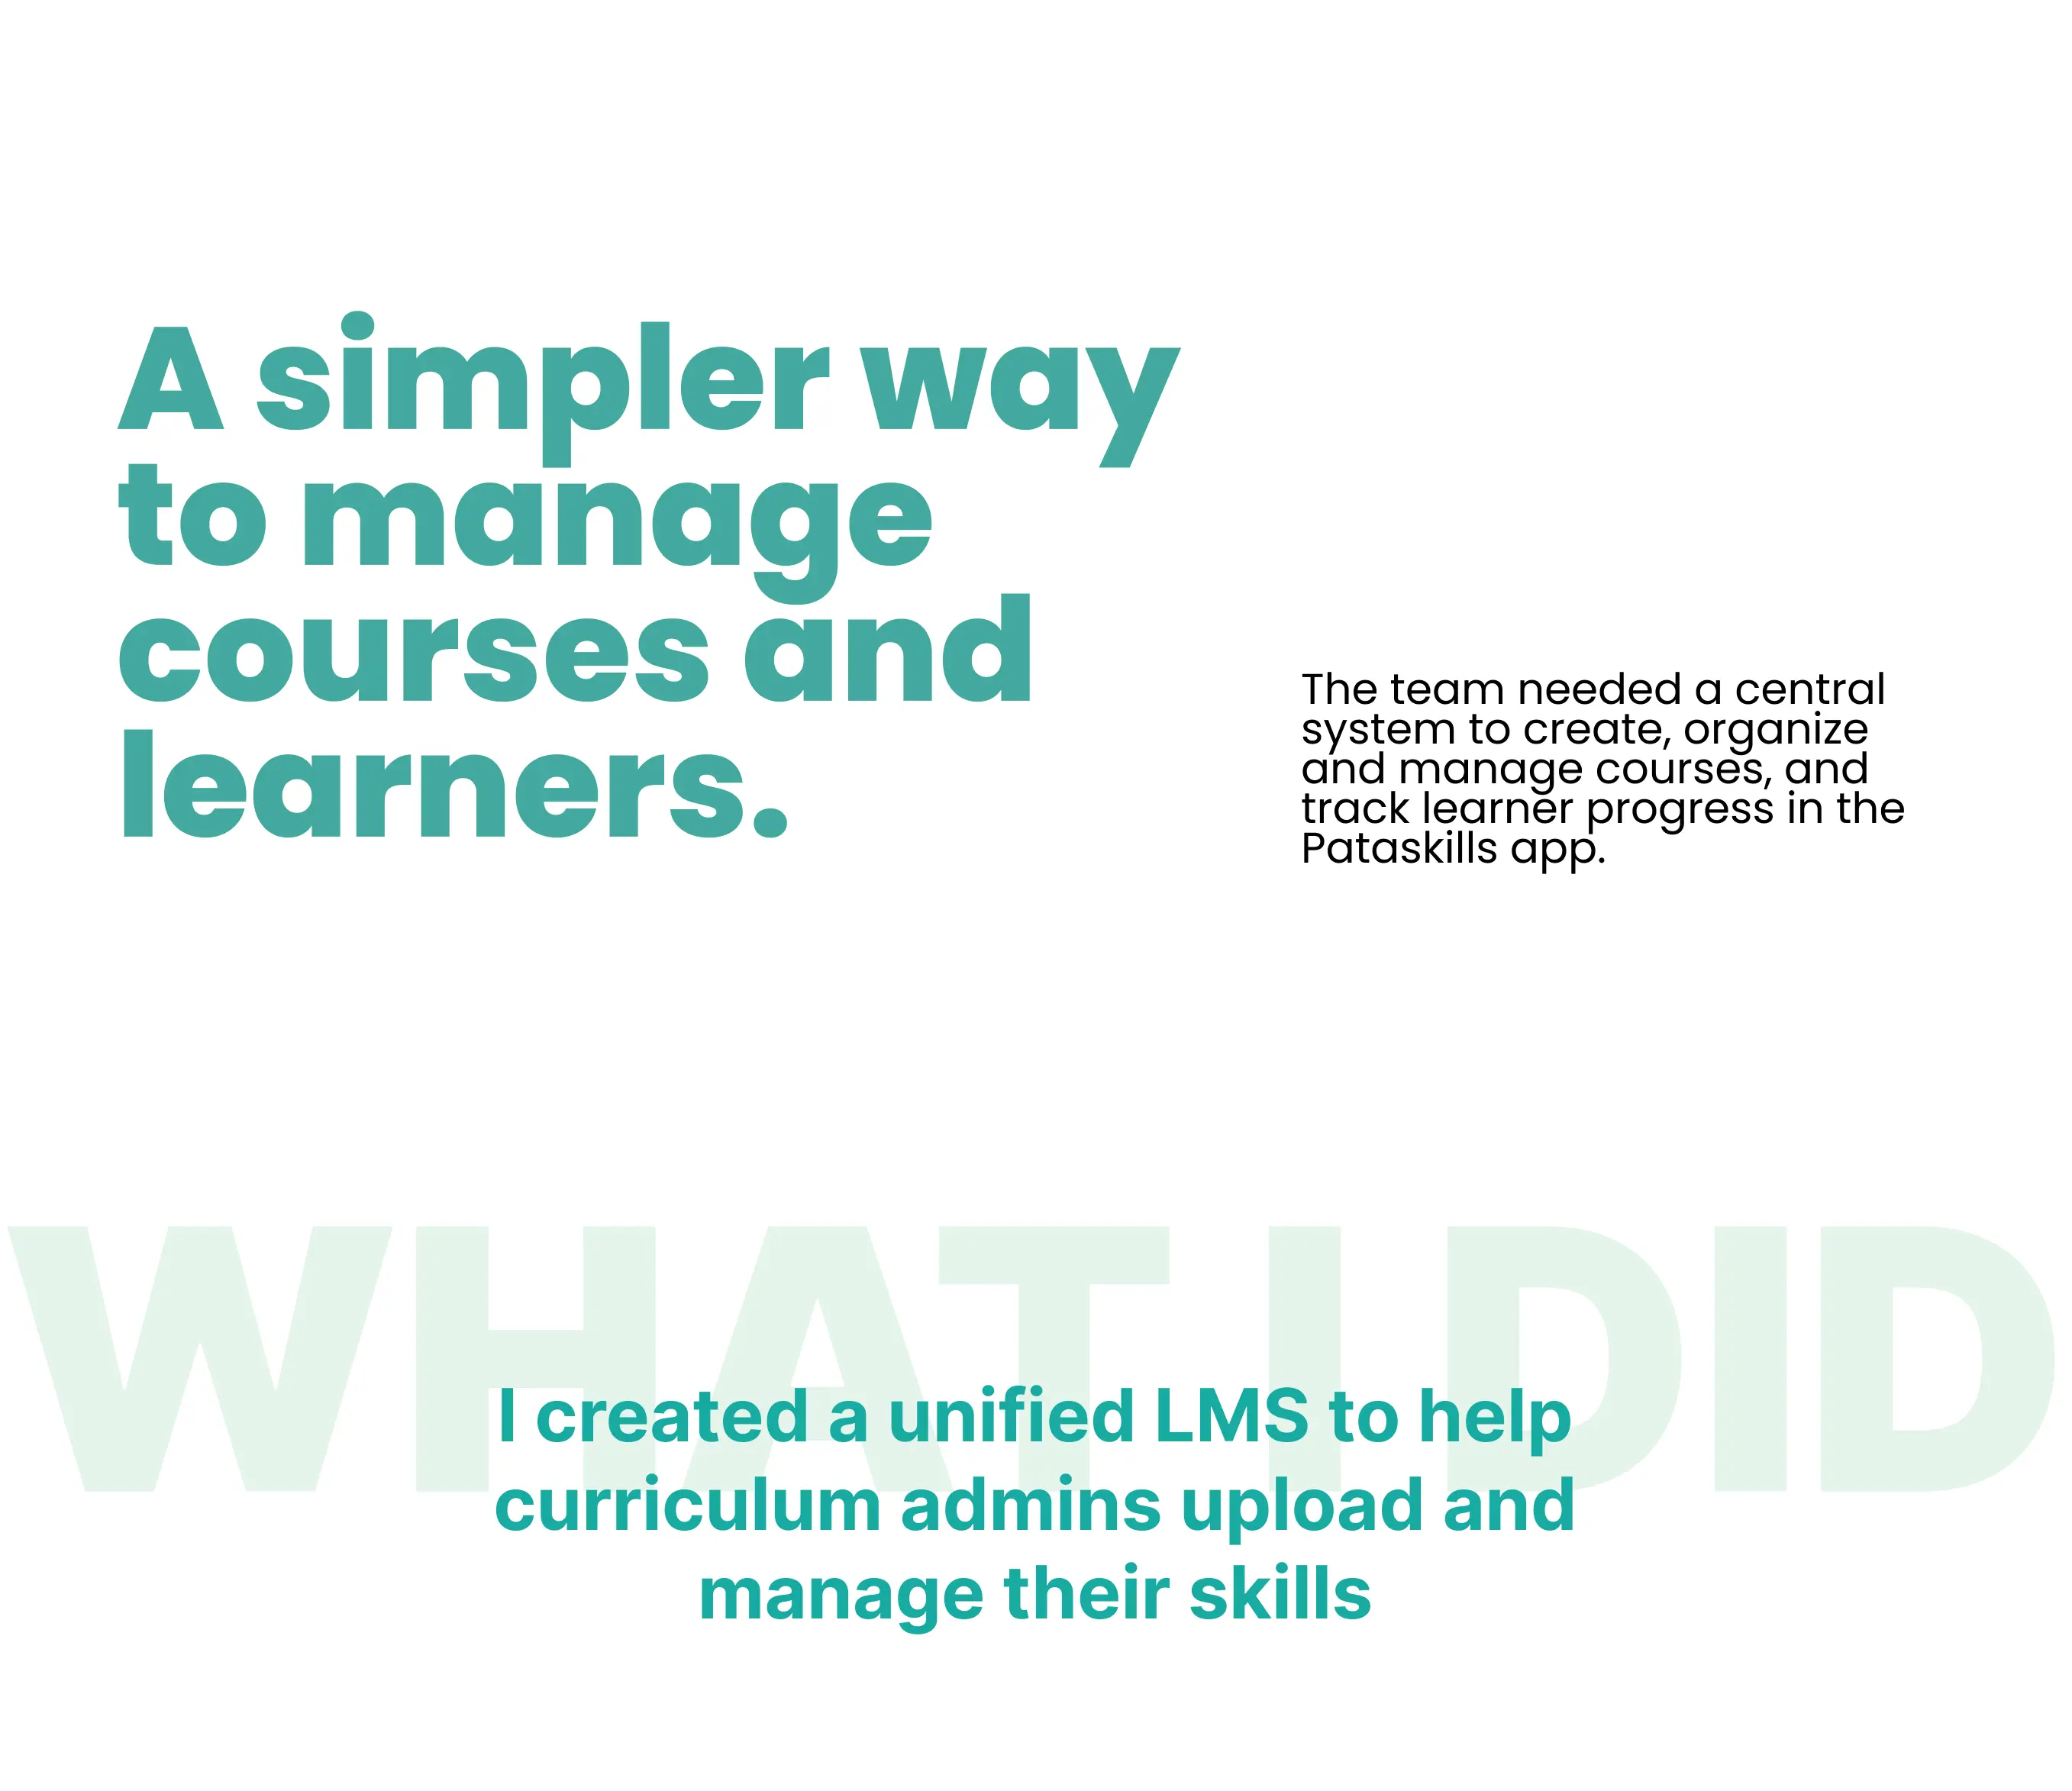 A simpler way
to manage
courses and
learners.
The team needed a central
system to create, organize
and manage courses, and
track learner progress in the
Pataskills app.
WHAT I DID
I created a unified LMS to help
curriculum admins upload and
manage their skills